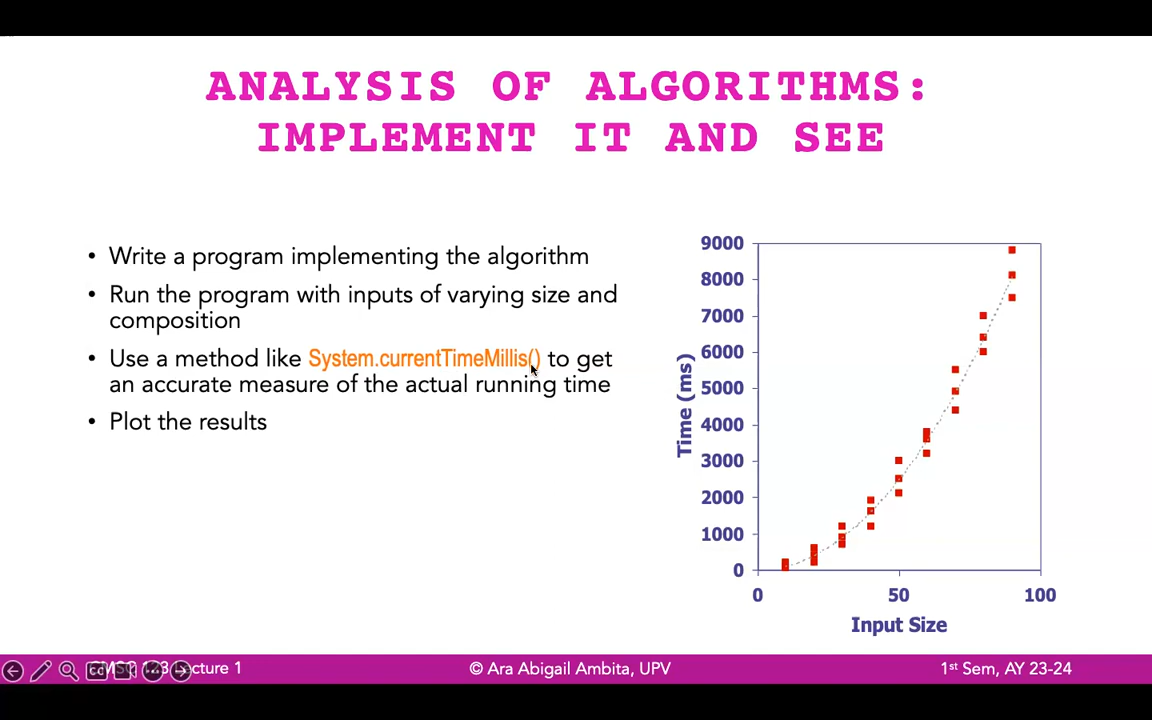 ANALYSIS OF ALGORITHMS:
IMPLEMENT IT AND SEE
• Write a program implementing the algorithm
• Run the program with inputs of varying size and
composition
• Use a method like System.currentTimeMillis() to get
an accurate measure of the actual running time
• Plot the results
9000
8000
7000
6000
5000
4000
3000
2000
1000
0
Time (ms)
0 50 100
Input Size
Lecture 1
© Ara Abigail Ambita, UPV
1st Sem, AY 23-24